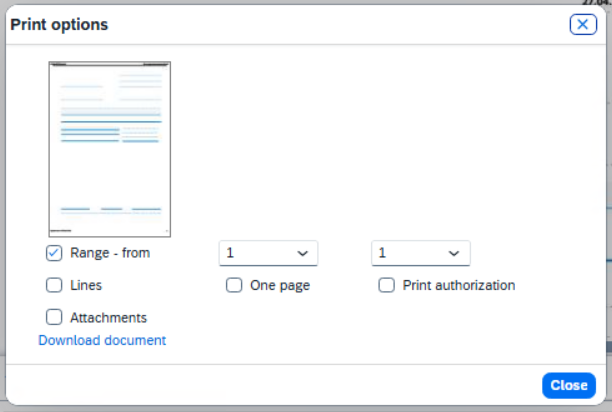 Print options
Range - from 1 1
Lines One page Print authorization
Attachments
Download document
Close